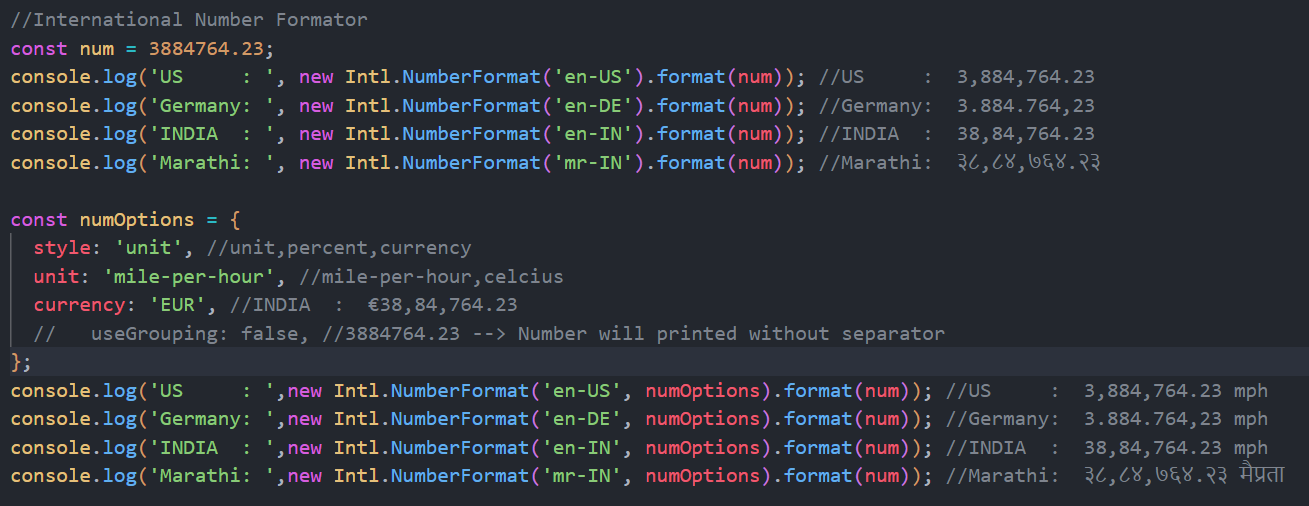 //International Number Formator
const num = 3884764.23;
console.log('US     : ', new Intl.NumberFormat('en-US').format(num)); //US     :  3,884,764.23
console.log('Germany: ', new Intl.NumberFormat('en-DE').format(num)); //Germany:  3.884.764,23
console.log('INDIA  : ', new Intl.NumberFormat('en-IN').format(num)); //INDIA  :  38,84,764.23
console.log('Marathi: ', new Intl.NumberFormat('mr-IN').format(num)); //Marathi:  ३८,८४,७६४.२३
const numOptions = {
  style: 'unit', //unit,percent,currency
  unit: 'mile-per-hour', //mile-per-hour,celcius
  currency: 'EUR', //INDIA  :  €38,84,764.23
  //   useGrouping: false, //3884764.23 --> Number will printed without separator
};
console.log('US     : ',new Intl.NumberFormat('en-US', numOptions).format(num)); //US     :  3,884,764.23 mph
console.log('Germany: ',new Intl.NumberFormat('en-DE', numOptions).format(num)); //Germany:  3.884.764,23 mph
console.log('INDIA  : ',new Intl.NumberFormat('en-IN', numOptions).format(num)); //INDIA  :  38,84,764.23 mph
console.log('Marathi: ',new Intl.NumberFormat('mr-IN', numOptions).format(num)); //Marathi:  ३८,८४,७६४.२३ मैप्रता